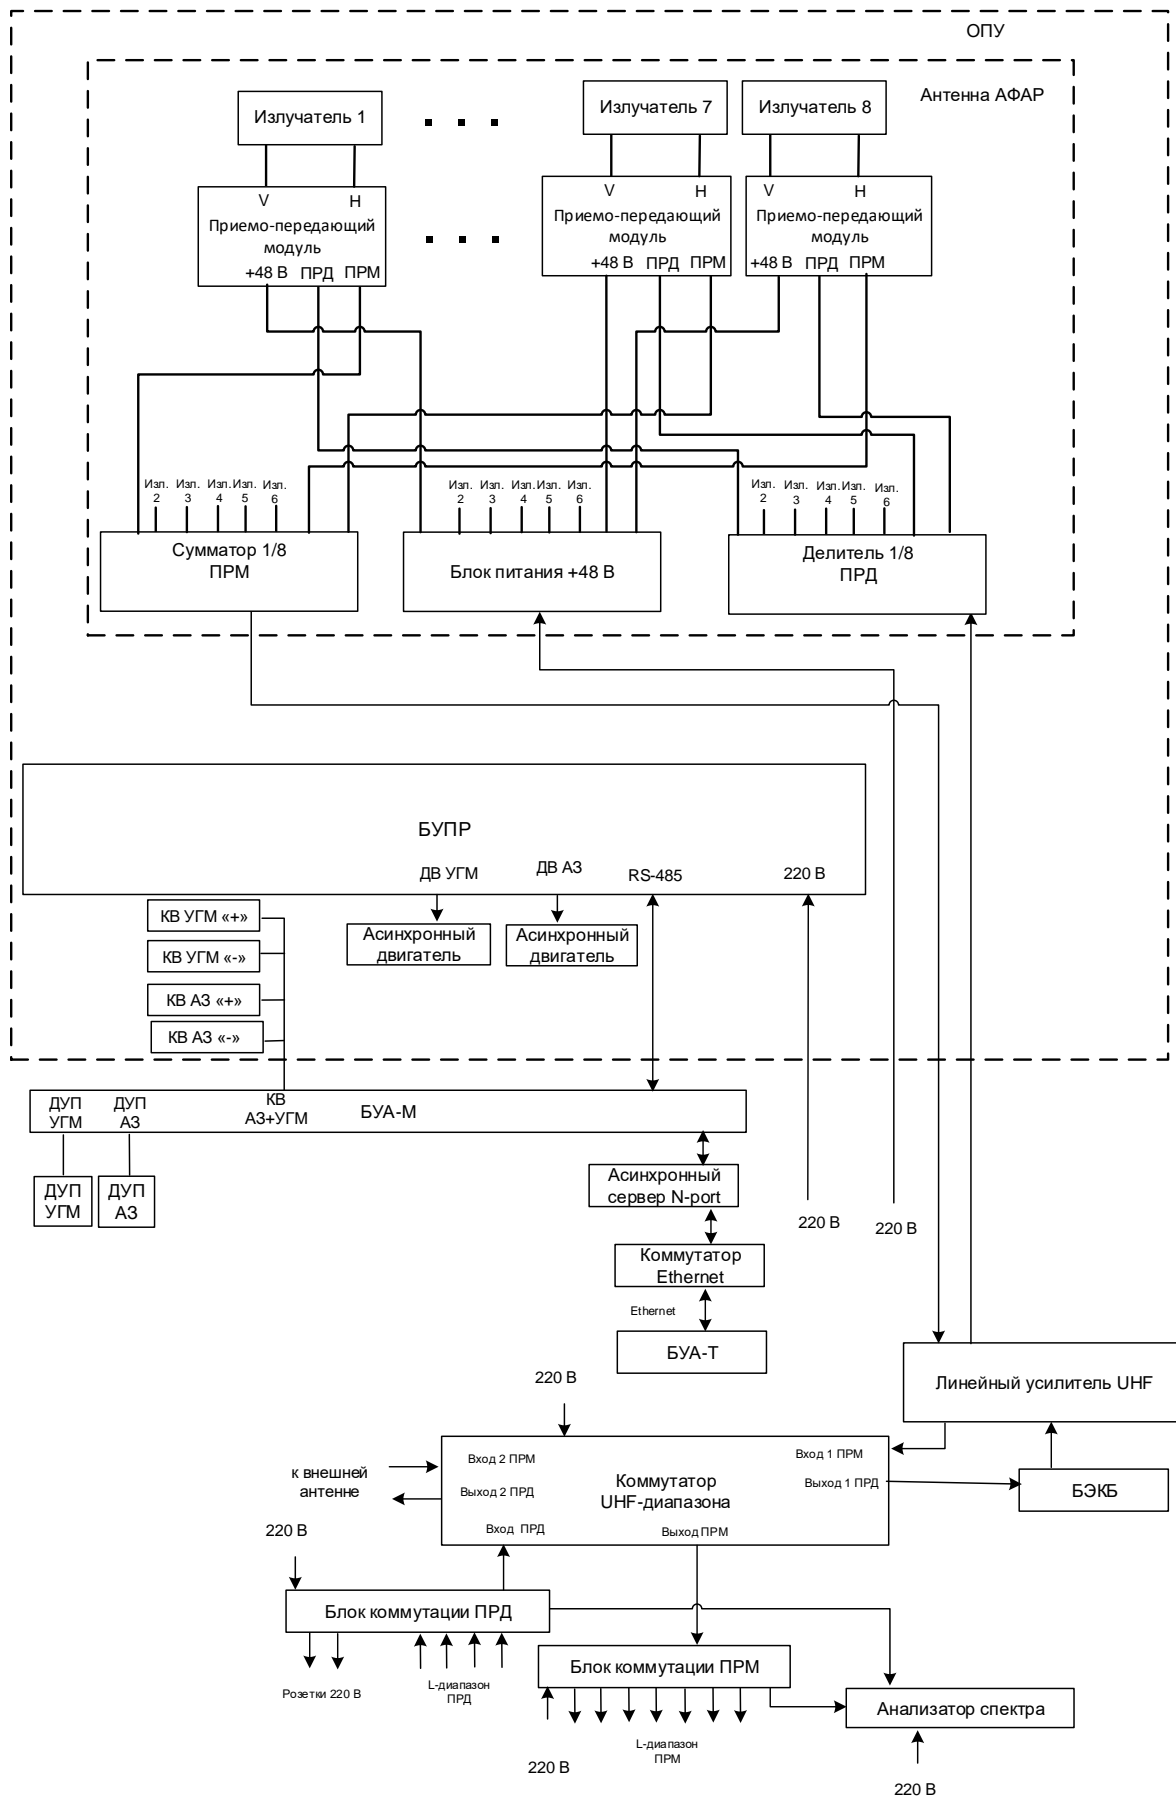 ОПУ
Антенна АФАР
Излучатель 1
Излучатель 7
Излучатель 8
V
H
Приемо-передающий
модуль
+48 В
ПРД
ПРМ
V
H
Приемо-передающий
модуль
+48 В
ПРД
ПРМ
V
H
Приемо-передающий
модуль
+48 В
ПРД
ПРМ
Изл.
2
Изл.
3
Изл.
4
Изл.
5
Изл.
6
Изл.
2
Изл.
3
Изл.
4
Изл.
5
Изл.
6
Изл.
2
Изл.
3
Изл.
4
Изл.
5
Изл.
6
Сумматор 1/8
ПРМ
Блок питания +48 В
Делитель 1/8
ПРД
БУПР
ДВ УГМ
ДВ АЗ
RS-485
220 В
КВ УГМ «+»
КВ УГМ «-»
КВ АЗ «+»
КВ АЗ «-»
Асинхронный
двигатель
Асинхронный
двигатель
ДУП
УГМ
ДУП
АЗ
КВ
АЗ+УГМ
БУА-М
ДУП
УГМ
ДУП
АЗ
Асинхронный
сервер N-port
220 В
220 В
Коммутатор
Ethernet
Ethernet
БУА-Т
Линейный усилитель UHF
220 В
Вход 2 ПРМ
Вход 1 ПРМ
к внешней
антенне
Выход 2 ПРД
Коммутатор
UHF-диапазона
Выход 1 ПРД
БЭКБ
Вход ПРД
Выход ПРМ
220 В
Блок коммутации ПРД
Розетки 220 В
L-диапазон
ПРД
Блок коммутации ПРМ
Анализатор спектра
L-диапазон
ПРМ
220 В
220 В